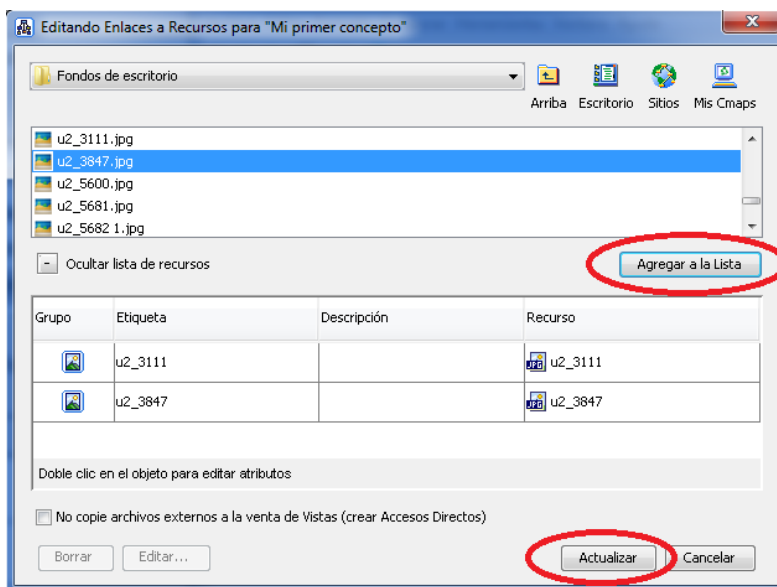 Editando Enlaces a Recursos para "Mi primer concepto"
Fondos de escritorio
Arriba Escritorio Sitios Mis Cmaps
u2_3111.jpg
u2_3847.jpg
u2_5600.jpg
u2_5681.jpg
u2_5682 1.jpg
- Ocultar lista de recursos Agregar a la Lista
Grupo Etiqueta Descripción Recurso
u2_3111 JPG u2_3111
u2_3847 JPG u2_3847
Doble clic en el objeto para editar atributos
No copie archivos externos a la venta de Vistas (crear Accesos Directos)
Borrar Editar... Actualizar Cancelar